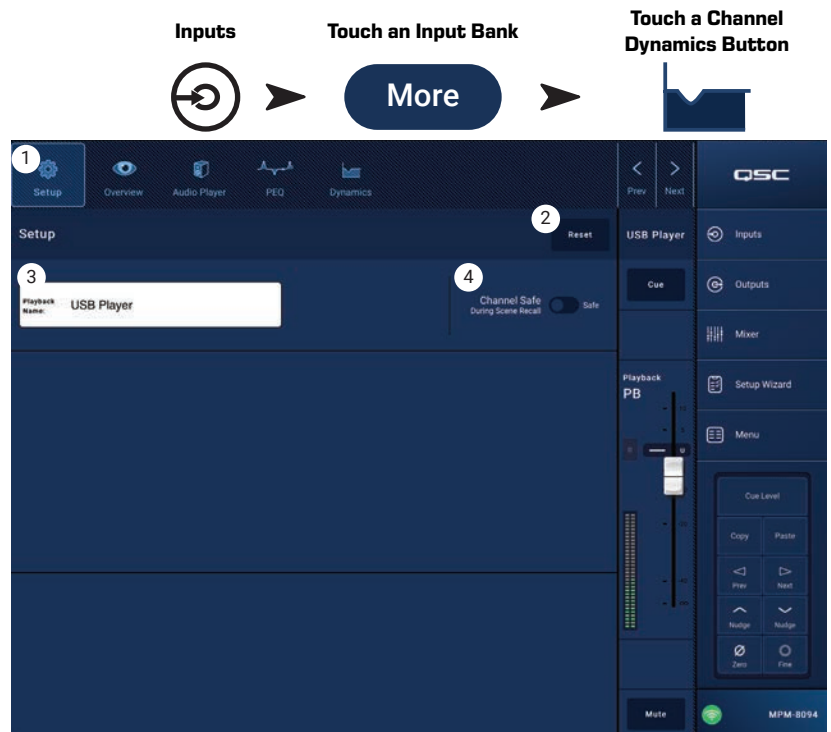 Inputs
Touch an Input Bank
Touch a Channel
Dynamics Button
More
1
Setup
Overview
Audio Player
PEQ
Dynamics
Prev
Next
QSC
Setup
2
Reset
USB Player
Inputs
3
Playback
Name:
USB Player
4
Channel Safe
During Scene Recall
Safe
Cue
Outputs
Mixer
Playback
PB
Setup Wizard
Menu
U
Cue Level
Copy
Paste
Prev
Next
Nudge
Nudge
Zero
Fine
Mute
MPM-8094